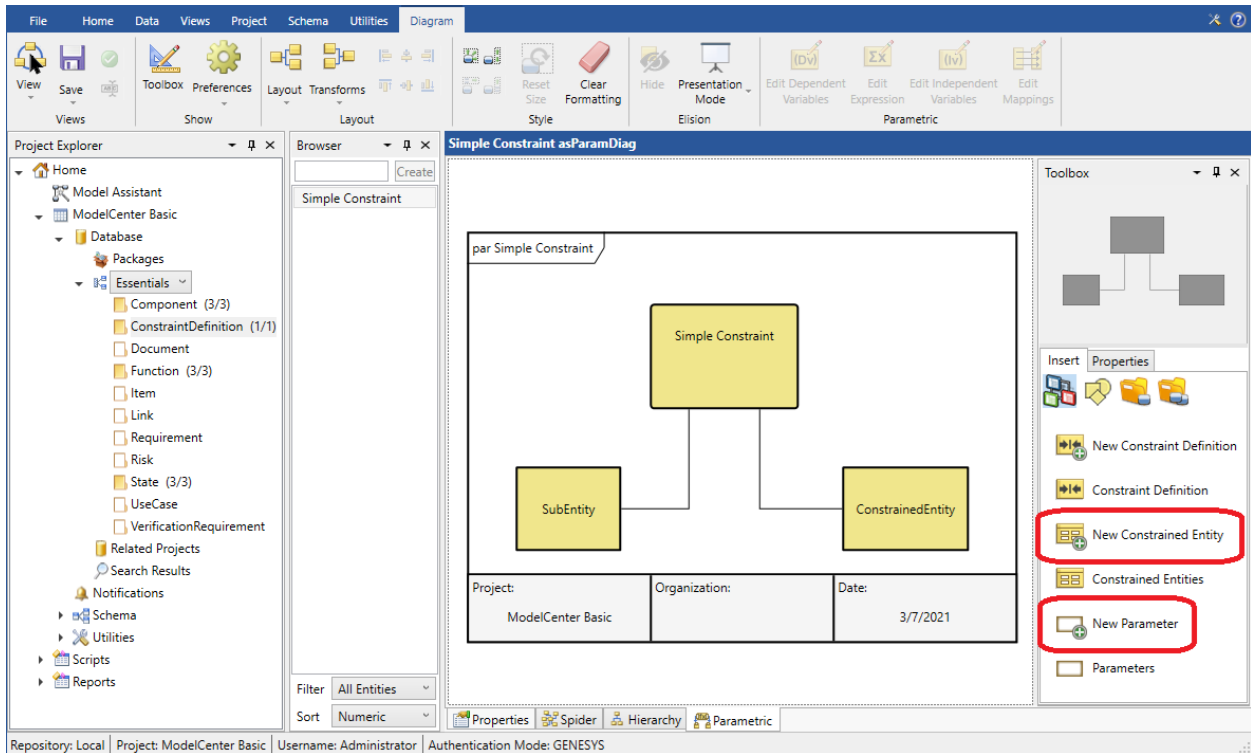 File Home Data Views Project Schema Utilities Diagram
View Save Toolbox Preferences Layout Transforms Reset Size Clear Formatting Hide Presentation Mode Edit Dependent Variables Edit Expression Edit Independent Variables Edit Mappings
Views Show Layout Style Elision Parametric
Project Explorer
Home
Model Assistant
ModelCenter Basic
Database
Packages
Essentials
Component (3/3)
ConstraintDefinition (1/1)
Document
Function (3/3)
Item
Link
Requirement
Risk
State (3/3)
UseCase
VerificationRequirement
Related Projects
Search Results
Notifications
Schema
Utilities
Scripts
Reports
Browser
Create
Simple Constraint
Filter All Entities
Sort Numeric
Simple Constraint asParamDiag
par Simple Constraint
Simple Constraint
SubEntity ConstrainedEntity
Project: Organization: Date:
ModelCenter Basic 3/7/2021
Properties Spider Hierarchy Parametric
Toolbox
Insert Properties
New Constraint Definition
Constraint Definition
New Constrained Entity
Constrained Entities
New Parameter
Parameters
Repository: Local Project: ModelCenter Basic Username: Administrator Authentication Mode: GENESYS